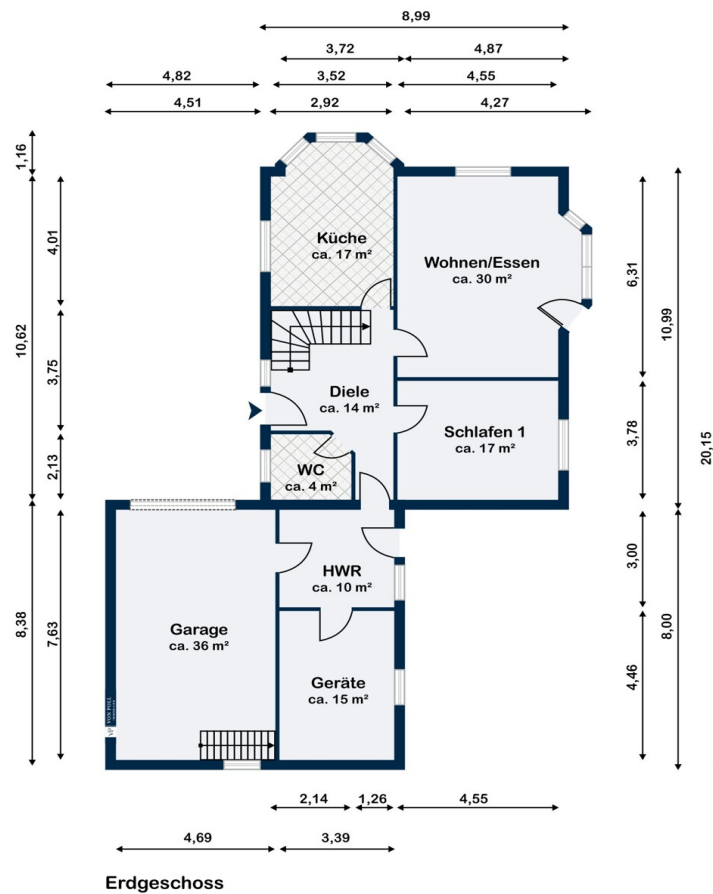 8,99
3,72 4,87
4,82 3,52 4,55
4,51 2,92 4,27
1,16
4,01
10,62
3,75
2,13
8,38
7,63
6,31
10,99
3,78
20,15
3,00
8,00
4,46
Küche
ca. 17 m²
Wohnen/Essen
ca. 30 m²
Diele
ca. 14 m²
Schlafen 1
ca. 17 m²
WC
ca. 4 m²
HWR
ca. 10 m²
Garage
ca. 36 m²
Geräte
ca. 15 m²
VP VON POLL
2,14 1,26 4,55
4,69 3,39
Erdgeschoss